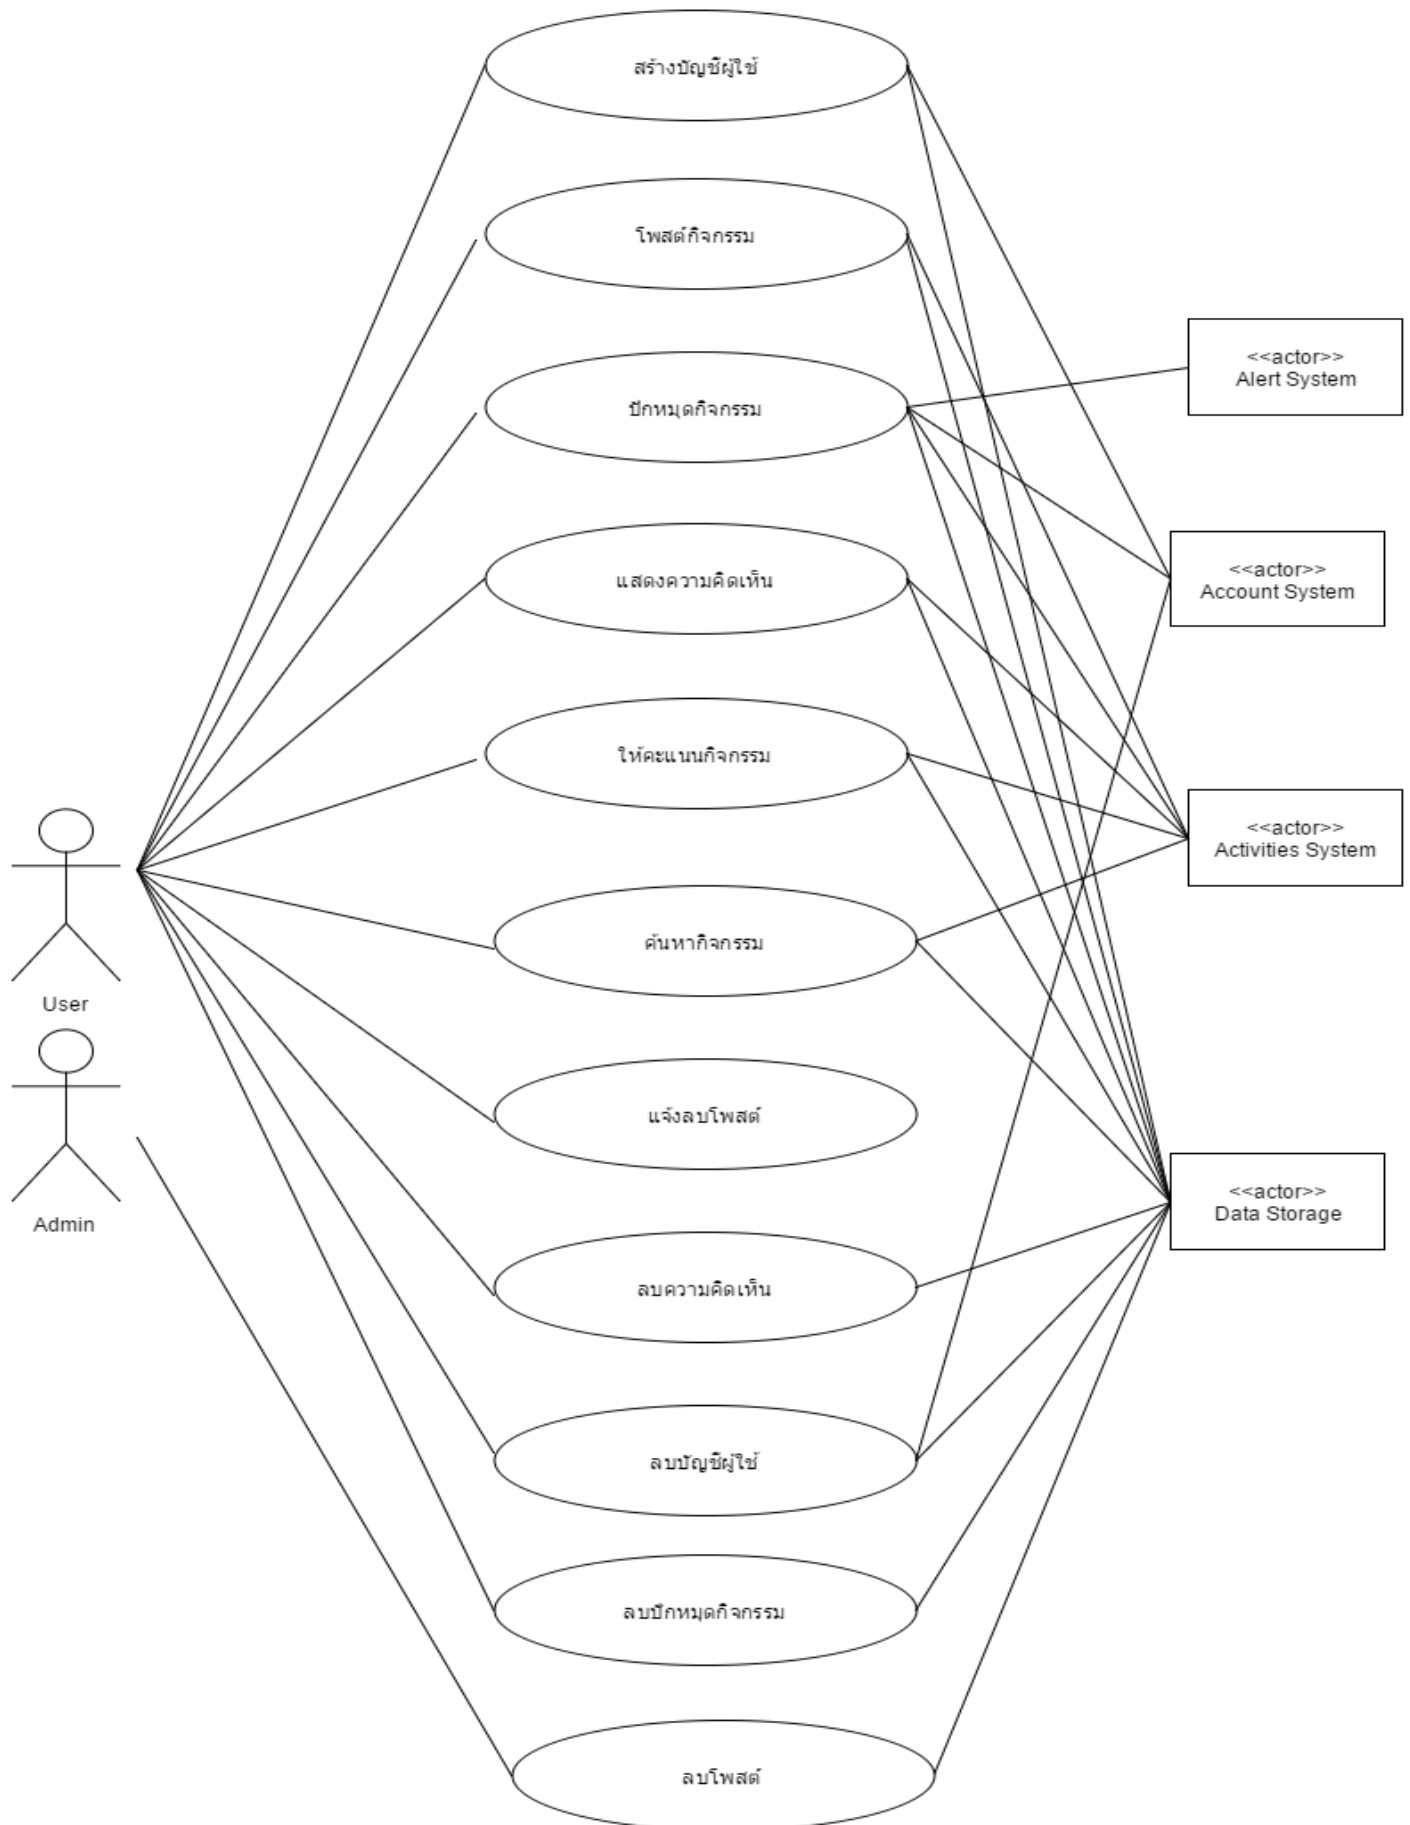 สร้างบัญชีผู้ใช้
โพสต์กิจกรรม
ปักหมุดกิจกรรม
แสดงความคิดเห็น
ให้คะแนนกิจกรรม
ค้นหากิจกรรม
แจ้งลบโพสต์
ลบความคิดเห็น
ลบบัญชีผู้ใช้
ลบปักหมุดกิจกรรม
ลบโพสต์
User
Admin
<<actor>>
Alert System
<<actor>>
Account System
<<actor>>
Activities System
<<actor>>
Data Storage